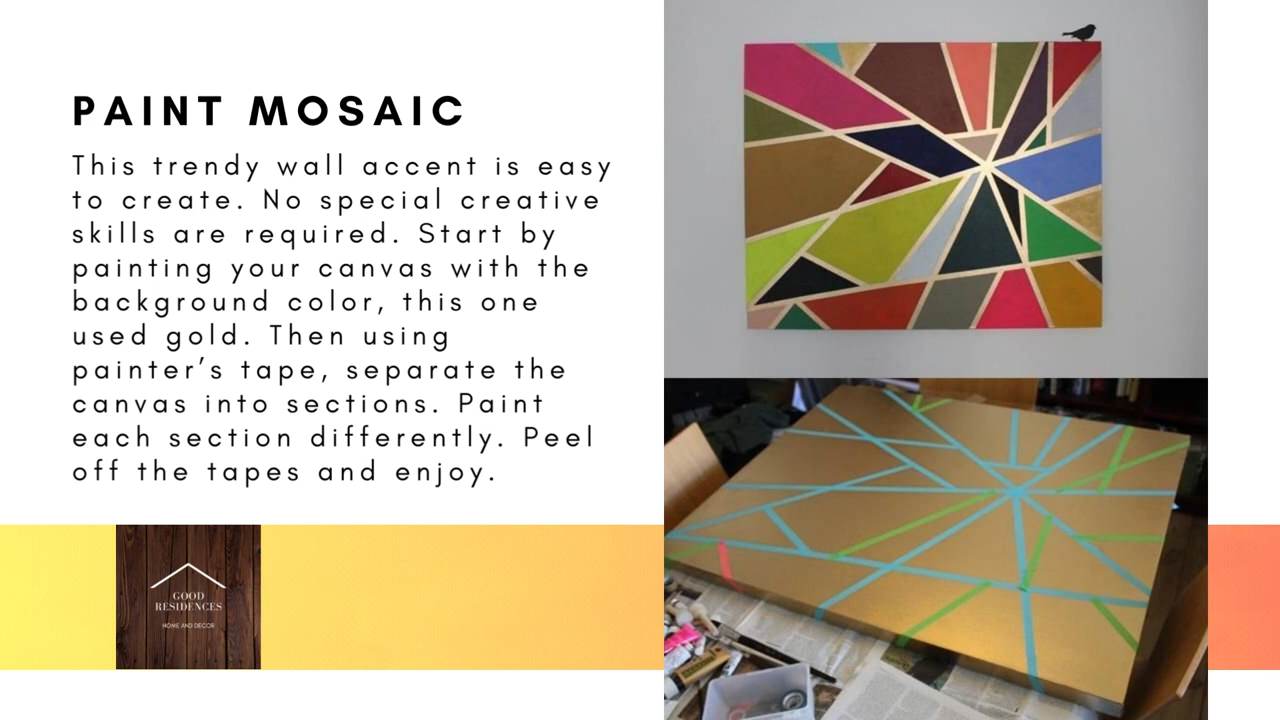 PAINT MOSAIC
This trendy wall accent is easy
to create. No special creative
skills are required. Start by
painting your canvas with the
background color, this one
used gold. Then using
painter’s tape, separate the
canvas into sections. Paint
each section differently. Peel
off the tapes and enjoy.
GOOD
RESIDENCES
HOME AND DECOR